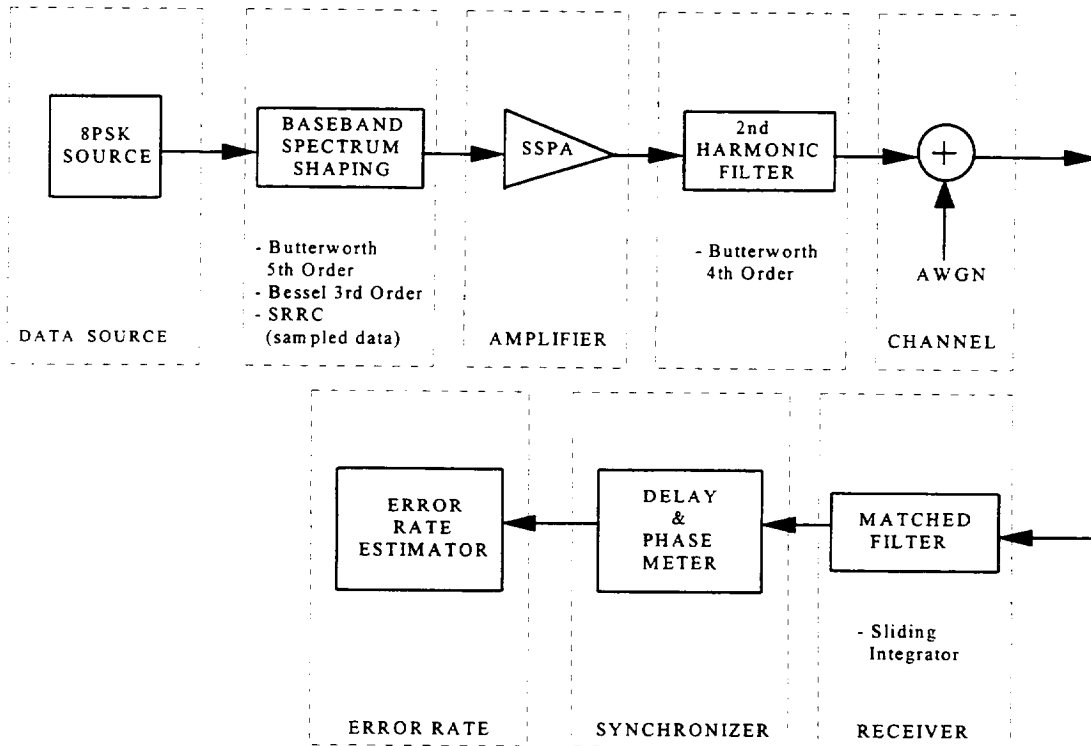 8PSK
SOURCE
BASEBAND
SPECTRUM
SHAPING
SSPA
2nd
HARMONIC
FILTER
+
- Butterworth
5th Order
- Bessel 3rd Order
- SRRC
(sampled data)
- Butterworth
4th Order
AWGN
DATA SOURCE
AMPLIFIER
CHANNEL
ERROR
RATE
ESTIMATOR
DELAY
&
PHASE
METER
MATCHED
FILTER
- Sliding
Integrator
ERROR RATE
SYNCHRONIZER
RECEIVER